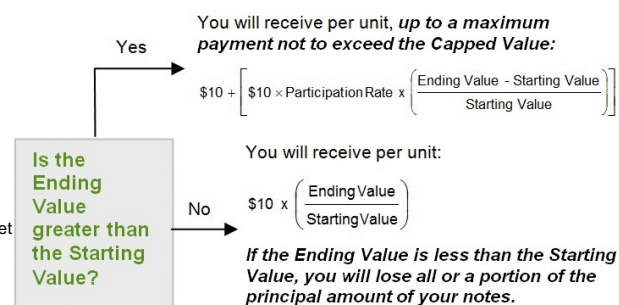 You will receive per unit, up to a maximum
payment not to exceed the Capped Value:
Yes
$10 + [ $10 × Participation Rate x ( Ending Value - Starting Value / Starting Value ) ]
Is the
Ending
Value
greater than
the Starting
Value?
et
No
You will receive per unit:
$10 x ( Ending Value / Starting Value )
If the Ending Value is less than the Starting
Value, you will lose all or a portion of the
principal amount of your notes.